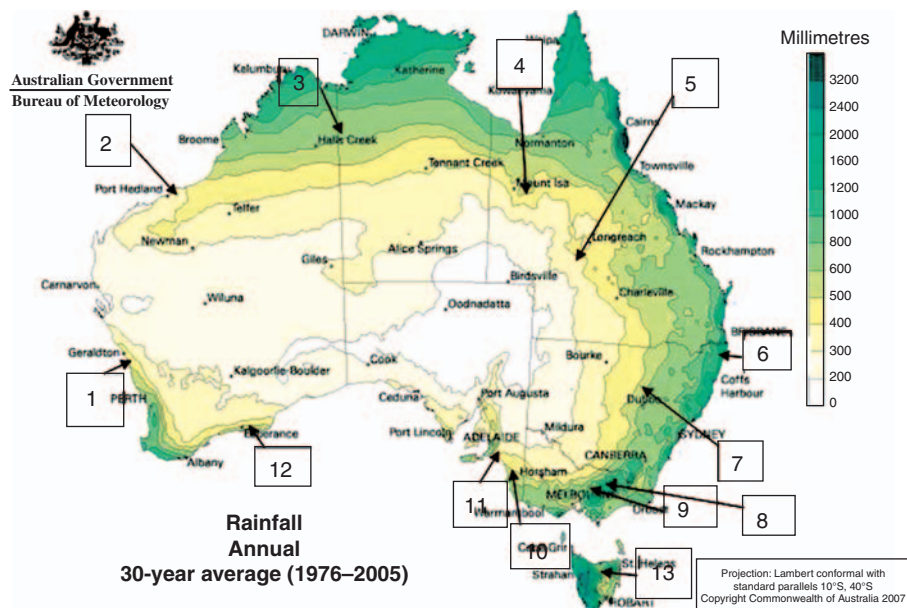 Australian Government
Bureau of Meteorology
DARWIN
Katherine
3
4
5
2
Broome
Halls Creek
Normanton
Cairns
Townsville
Tennant Creek
Mount Isa
Port Hedland
Telfer
Mackay
Newman
Longreach
Rockhampton
Alice Springs
Giles
Birdsville
Carnarvon
Charleville
Wiluna
Oodnadatta
BRISBANE
Geraldton
Bourke
6
Kalgoorlie-Boulder
Cook
Coffs
Harbour
1
PERTH
Ceduna
Port Augusta
Port Lincoln
ADELAIDE
Mildura
SYDNEY
Esperance
CANBERRA
7
Albany
12
Horsham
11
10
9
8
Strahan
St. Helens
13
HOBART
Rainfall
Annual
30-year average (1976–2005)
Millimetres
3200
2400
2000
1600
1200
1000
800
600
400
300
200
0
Projection: Lambert conformal with
standard parallels 10°S, 40°S
Copyright Commonwealth of Australia 2007